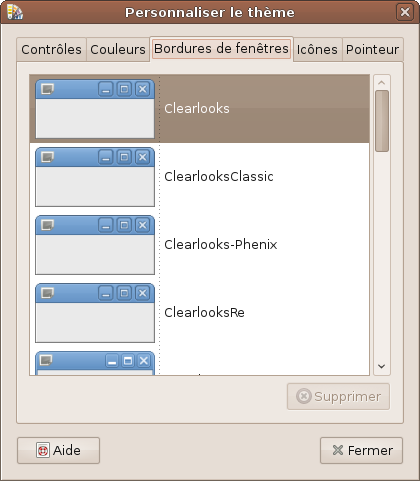 Personnaliser le thème
Contrôles Couleurs Bordures de fenêtres Icônes Pointeur
Clearlooks
ClearlooksClassic
Clearlooks-Phenix
ClearlooksRe
Supprimer
Aide Fermer